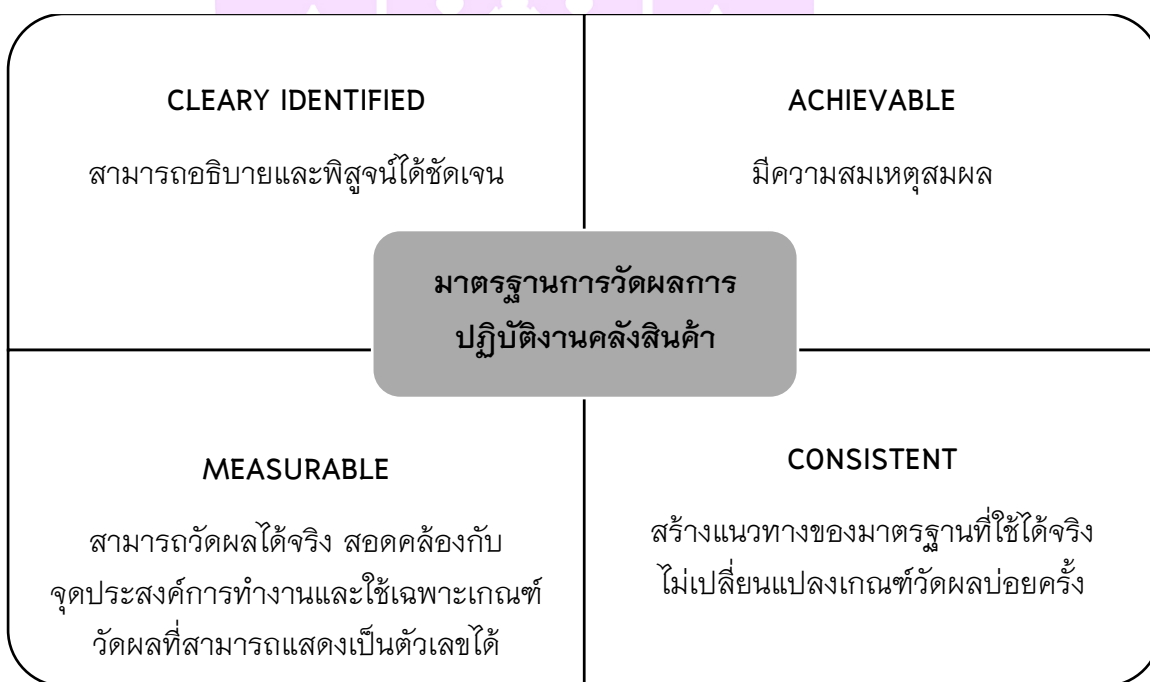 CLEARY IDENTIFIED
สามารถอธิบายและพิสูจน์ได้ชัดเจน
ACHIEVABLE
มีความสมเหตุสมผล
มาตรฐานการวัดผลการ
ปฏิบัติงานคลังสินค้า
MEASURABLE
สามารถวัดผลได้จริง สอดคล้องกับ
จุดประสงค์การทำงานและใช้เฉพาะเกณฑ์
วัดผลที่สามารถแสดงเป็นตัวเลขได้
CONSISTENT
สร้างแนวทางของมาตรฐานที่ใช้ได้จริง
ไม่เปลี่ยนแปลงเกณฑ์วัดผลบ่อยครั้ง